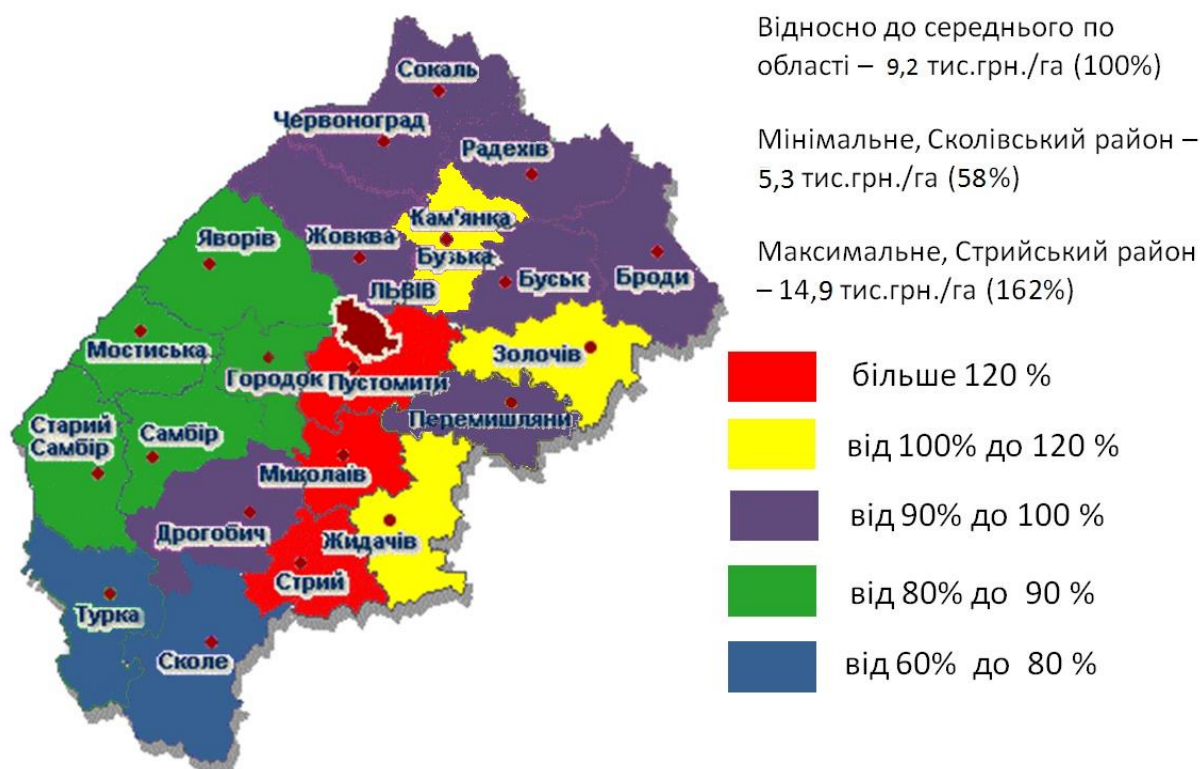 Сокаль
Червоноград
Радехів
Кам'янка
Бузька
Яворів
Жовква
Броди
Буськ
ЛЬВІВ
Мостиська
Золочів
Городок
Пустомити
Перемишляни
Старий
Самбір
Самбір
Миколаїв
Дрогобич
Жидачів
Стрий
Турка
Сколе
Відносно до середнього по
області – 9,2 тис.грн./га (100%)
Мінімальне, Сколівський район –
5,3 тис.грн./га (58%)
Максимальне, Стрийський район
– 14,9 тис.грн./га (162%)
більше 120 %
від 100% до 120 %
від 90% до 100 %
від 80% до 90 %
від 60% до 80 %